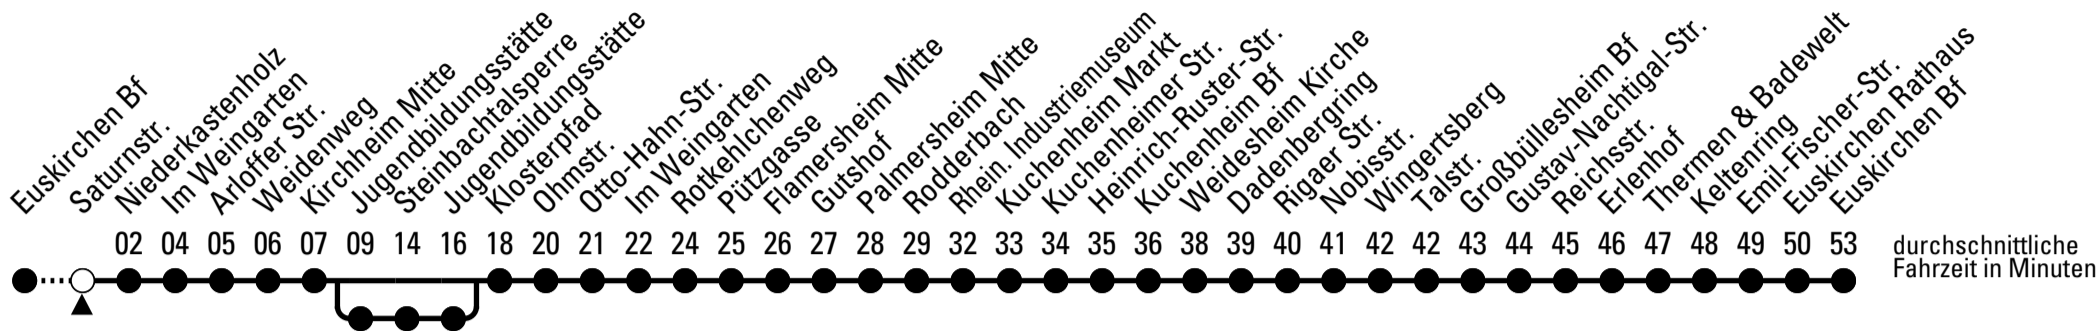 Euskirchen Bf
Saturnstr.
Niederkastenholz
Im Weingarten
Arloffer Str.
Weidenweg
Kirchheim Mitte
Jugendbildungsstätte
Steinbachtalsperre
Jugendbildungsstätte
Klosterpfad
Ohmstr.
Otto-Hahn-Str.
Im Weingarten
Rotkehlchenweg
Pützgasse
Flamersheim Mitte
Gutshof
Palmersheim Mitte
Rodderbach
Rhein. Industriemuseum
Kuchenheim Markt
Kuchenheimer Str.
Heinrich-Ruster-Str.
Kuchenheim Bf
Weidesheim Kirche
Dadenbergring
Rigaer Str.
Nobisstr.
Wingertsberg
Talstr.
Großbüllesheim Bf
Gustav-Nachtigal-Str.
Reichsstr.
Erlenhof
Thermen & Badewelt
Keltenring
Emil-Fischer-Str.
Euskirchen Rathaus
Euskirchen Bf
02 04 05 06 07 09 14 16 18 20 21 22 24 25 26 27 28 29 32 33 34 35 36 38 39 40 41 42 42 43 44 45 46 47 48 49 50 53
durchschnittliche
Fahrzeit in Minuten